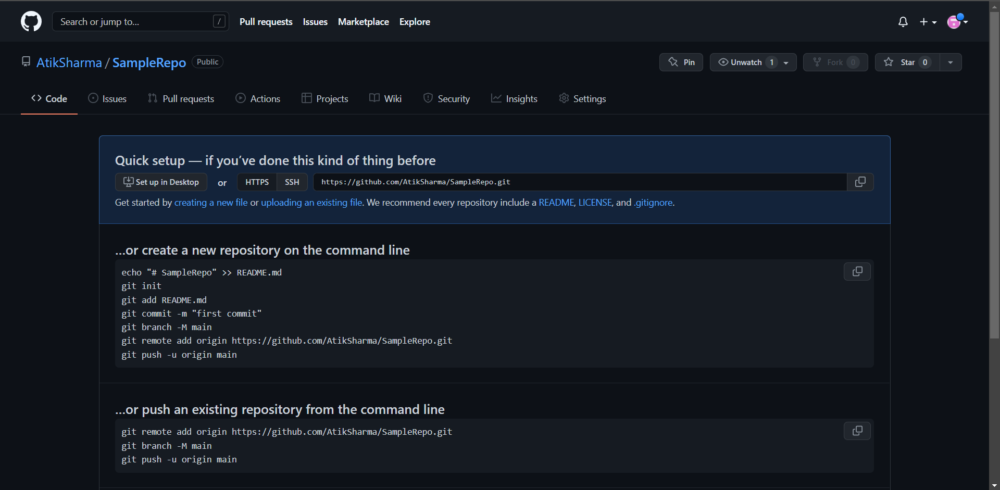 Search or jump to... /
Pull requests Issues Marketplace Explore
AtikSharma / SampleRepo Public
Pin Unwatch 1 Fork 0 Star 0
Code Issues Pull requests Actions Projects Wiki Security Insights Settings
Quick setup — if you’ve done this kind of thing before
Set up in Desktop or HTTPS SSH https://github.com/AtikSharma/SampleRepo.git
Get started by creating a new file or uploading an existing file. We recommend every repository include a README, LICENSE, and .gitignore.
…or create a new repository on the command line
echo "# SampleRepo" >> README.md
git init
git add README.md
git commit -m "first commit"
git branch -M main
git remote add origin https://github.com/AtikSharma/SampleRepo.git
git push -u origin main
…or push an existing repository from the command line
git remote add origin https://github.com/AtikSharma/SampleRepo.git
git branch -M main
git push -u origin main